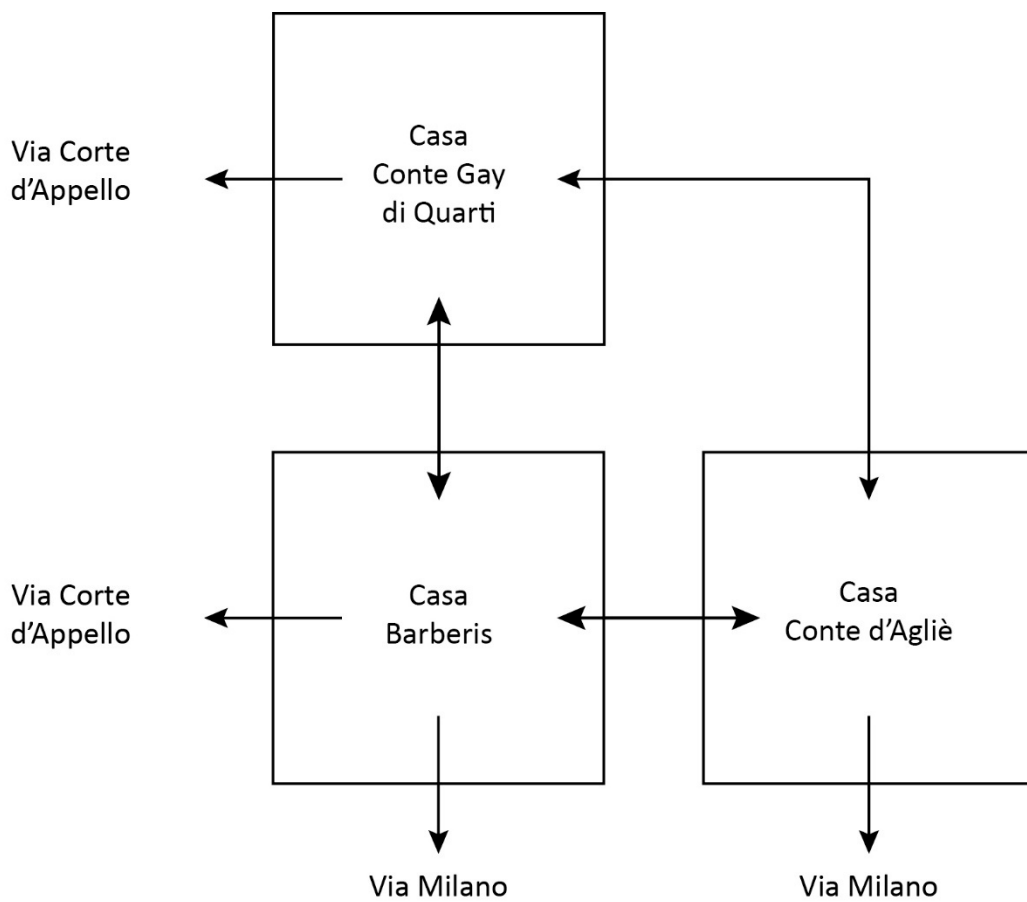 Via Corte
d'Appello
Casa
Conte Gay
di Quarti
Via Corte
d'Appello
Casa
Barberis
Casa
Conte d'Agliè
Via Milano
Via Milano